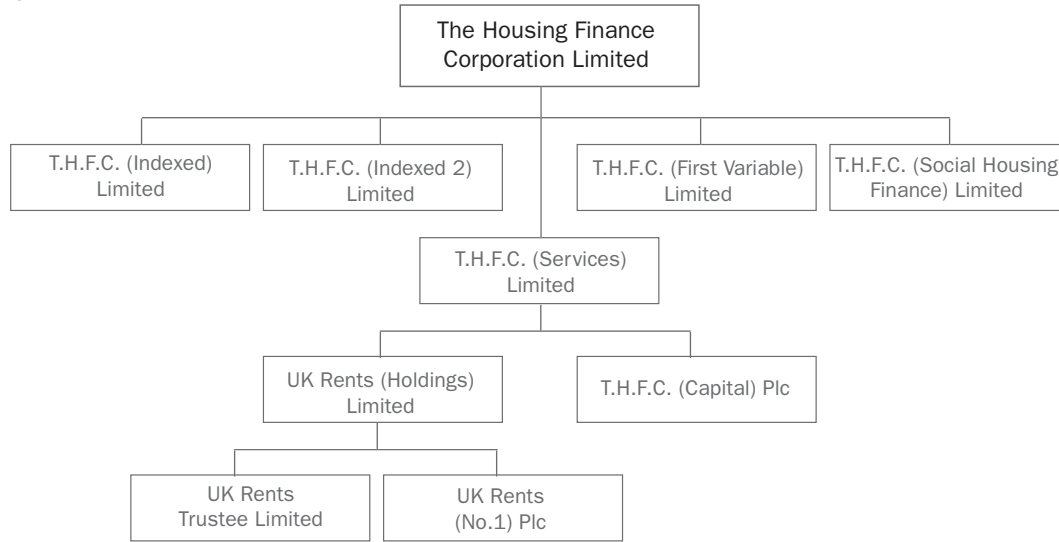 The Housing Finance
Corporation Limited
T.H.F.C. (Indexed)
Limited
T.H.F.C. (Indexed 2)
Limited
T.H.F.C. (First Variable)
Limited
T.H.F.C. (Social Housing
Finance) Limited
T.H.F.C. (Services)
Limited
UK Rents (Holdings)
Limited
T.H.F.C. (Capital) Plc
UK Rents
Trustee Limited
UK Rents
(No.1) Plc